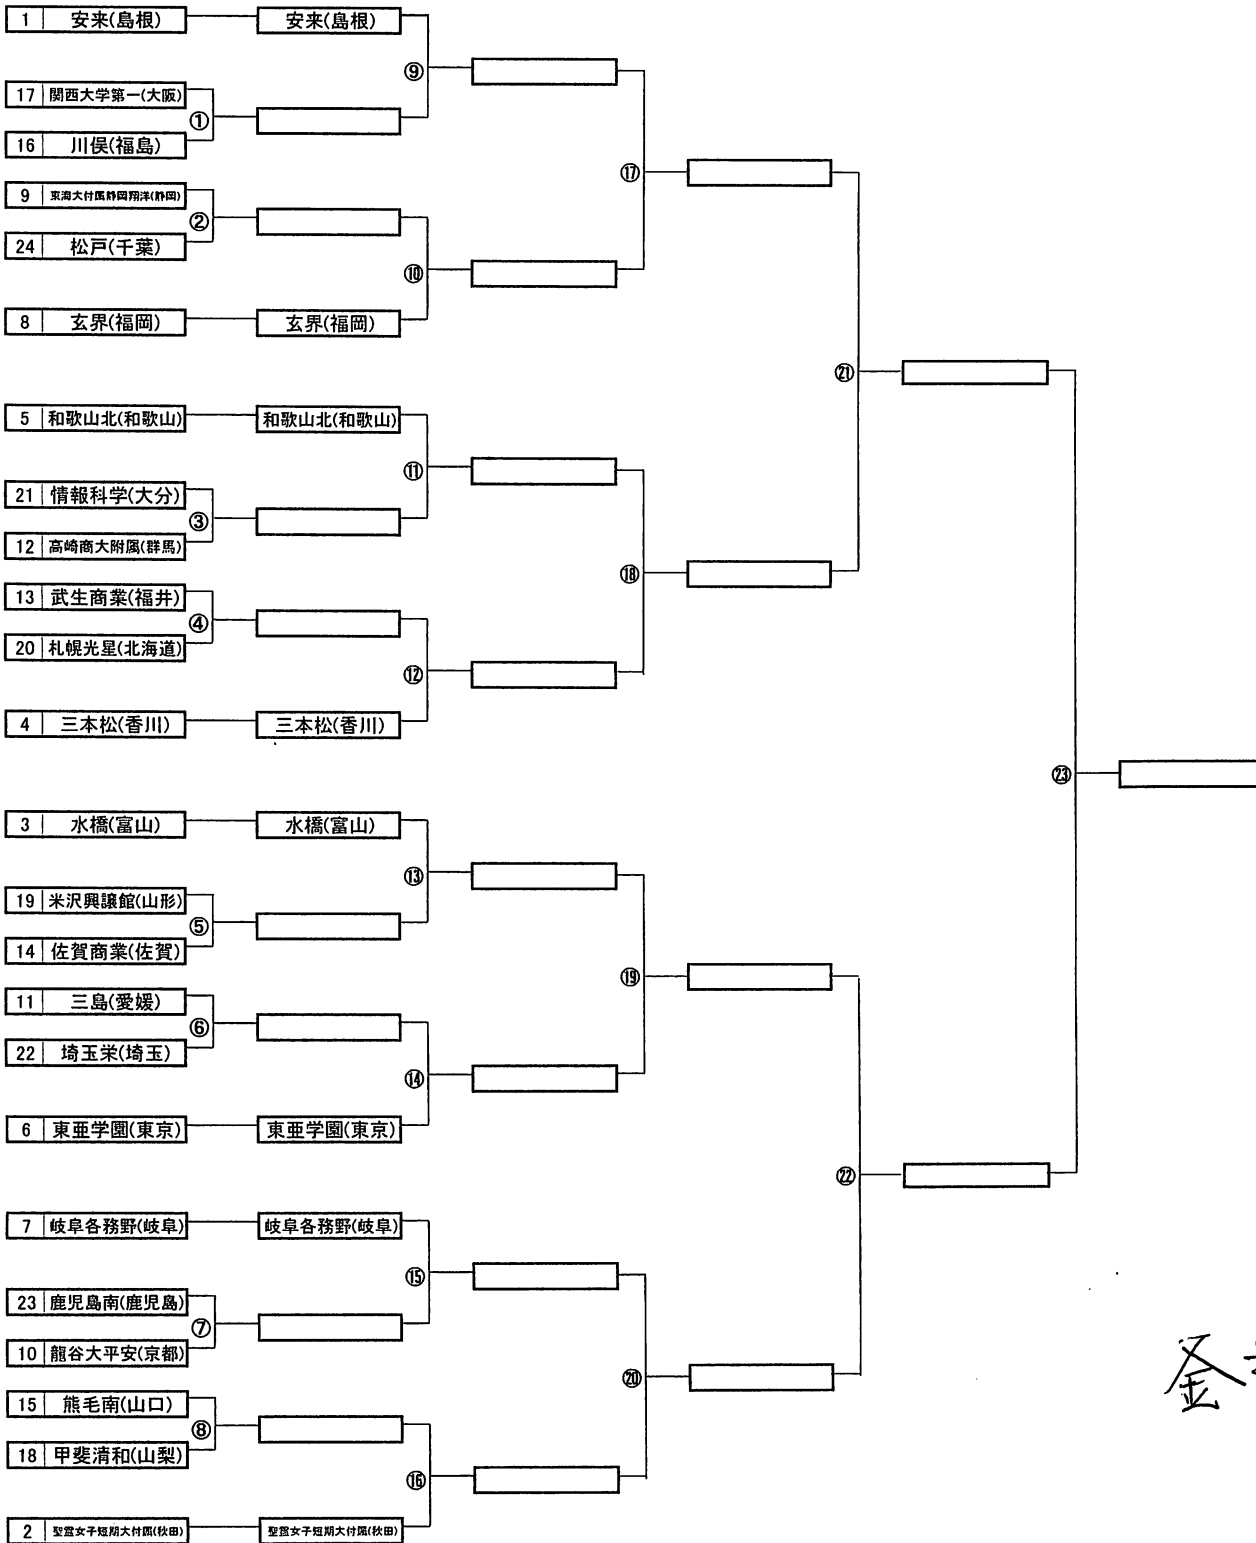 1 安来(島根) 安来(島根)
⑨
17 関西大学第一(大阪)
①
16 川俣(福島)
⑰
9 東海大付属静岡翔洋(静岡)
②
24 松戸(千葉)
⑩
8 玄界(福岡) 玄界(福岡)
㉑
5 和歌山北(和歌山) 和歌山北(和歌山)
⑪
21 情報科学(大分)
③
12 高崎商大附属(群馬)
⑱
13 武生商業(福井)
④
20 札幌光星(北海道)
⑫
4 三本松(香川) 三本松(香川)
㉓
3 水橋(富山) 水橋(富山)
⑬
19 米沢興譲館(山形)
⑤
14 佐賀商業(佐賀)
⑲
11 三島(愛媛)
⑥
22 埼玉栄(埼玉)
⑭
6 東亜学園(東京) 東亜学園(東京)
㉒
7 岐阜各務野(岐阜) 岐阜各務野(岐阜)
⑮
23 鹿児島南(鹿児島)
⑦
10 龍谷大平安(京都)
⑳
15 熊毛南(山口)
⑧
18 甲斐清和(山梨)
⑯
2 聖霊女子短期大付属(秋田) 聖霊女子短期大付属(秋田)